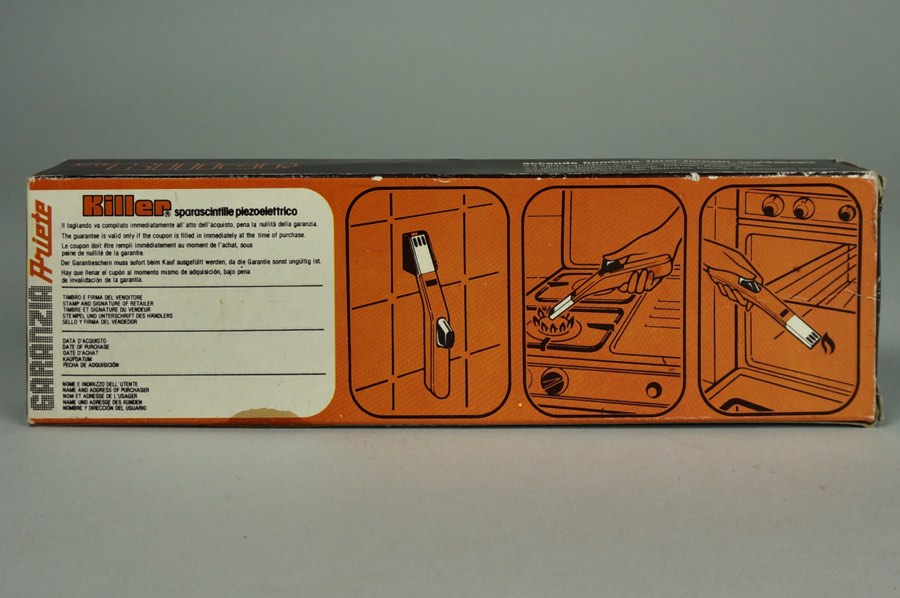 GARANZIA Ariete
Killer® sparascintille piezoelettrico
Il tagliando va compilato immediatamente all'atto dell'acquisto, pena la nullità della garanzia.
The guarantee is valid only if the coupon is filled in immediately at the time of purchase.
Le coupon doit être rempli immédiatement au moment de l'achat, sous
peine de nullité de la garantie.
Der Garantieschein muss sofort beim Kauf ausgefüllt werden, da die Garantie sonst ungültig ist.
Hay que llenar el cupón al momento mismo de adquisición, bajo pena
de invalidación de la garantía.
TIMBRO E FIRMA DEL VENDITORE
STAMP AND SIGNATURE OF RETAILER
TIMBRE ET SIGNATURE DU VENDEUR
STEMPEL UND UNTERSCHRIFT DES HÄNDLERS
SELLO Y FIRMA DEL VENDEDOR
DATA D'ACQUISTO
DATE OF PURCHASE
DATE D'ACHAT
KAUFDATUM
FECHA DE ADQUISICIÓN
NOME E INDIRIZZO DELL'UTENTE
NAME AND ADDRESS OF PURCHASER
NOM ET ADRESSE DE L'USAGER
NAME UND ADRESSE DES KUNDEN
NOMBRE Y DIRECCIÓN DEL USUARIO